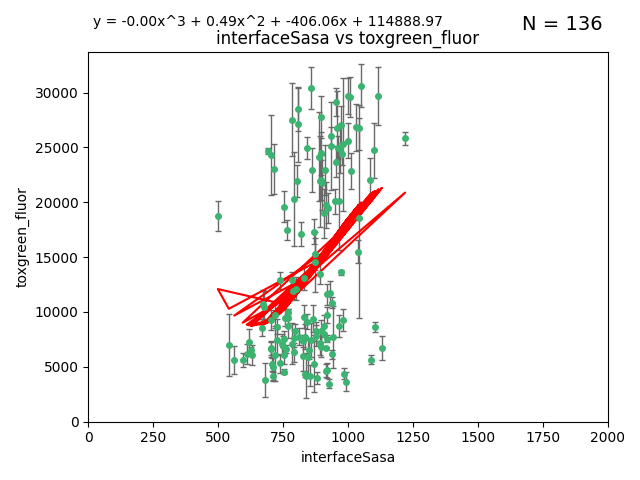 y = -0.00x^3 + 0.49x^2 + -406.06x + 114888.97
N = 136
interfaceSasa vs toxgreen_fluor
30000
25000
20000
15000
10000
5000
0
toxgreen_fluor
0 250 500 750 1000 1250 1500 1750 2000
interfaceSasa